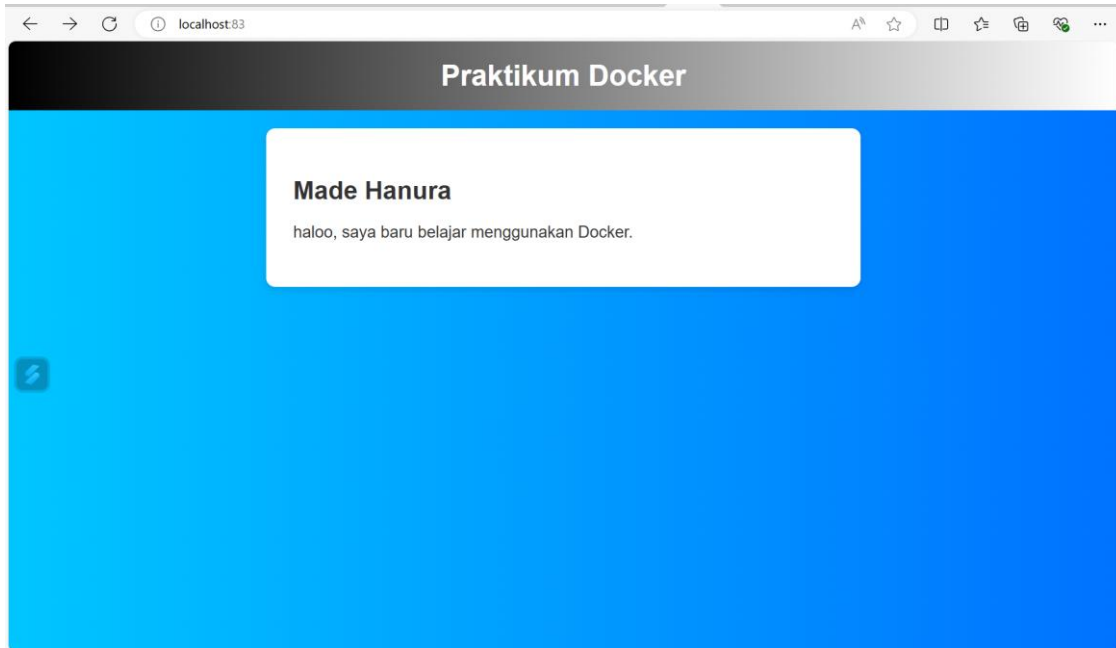 localhost:83
Praktikum Docker
Made Hanura
haloo, saya baru belajar menggunakan Docker.